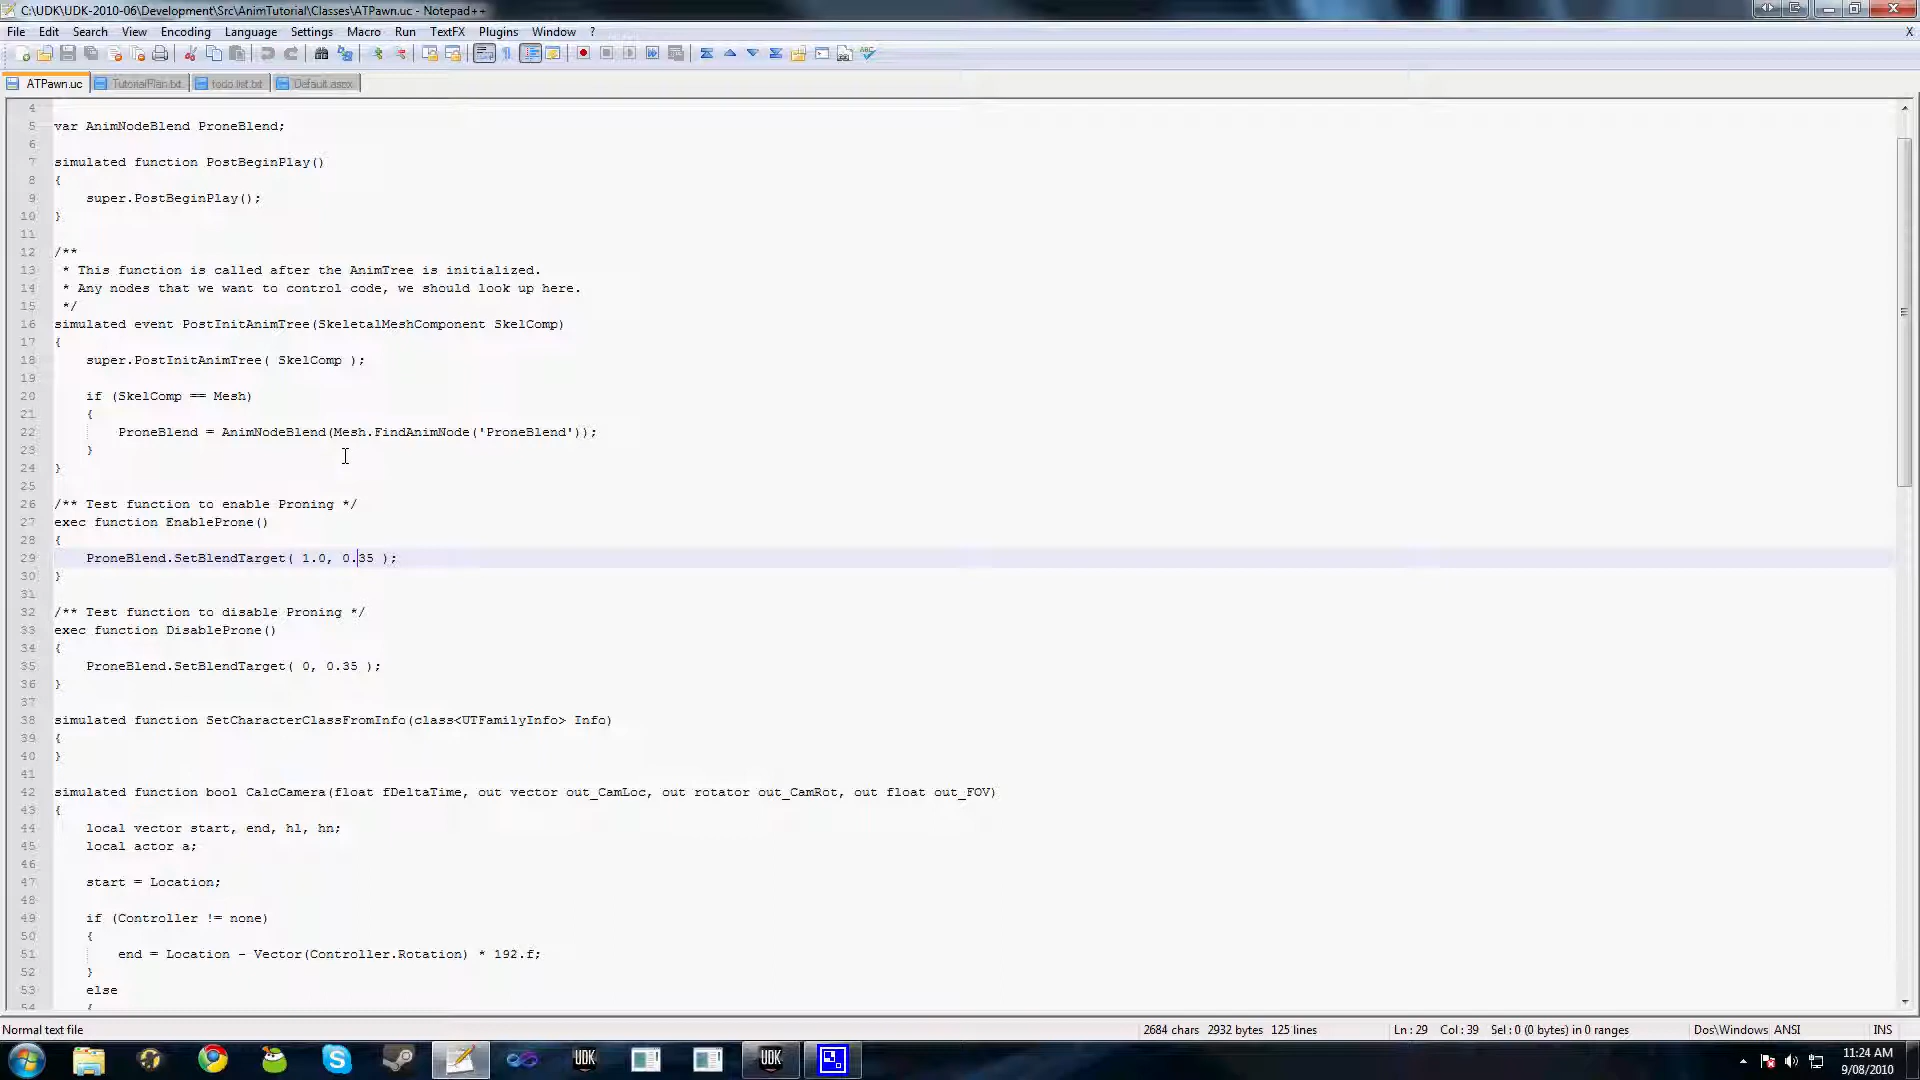 C:\UDK\UDK-2010-06\Development\Src\AnimTutorial\Classes\ATPawn.uc - Notepad++
File Edit Search View Encoding Language Settings Macro Run TextFX Plugins Window ? X
ATPawn.uc TutorialPlan.txt todo list.txt Default.aspx
4
5 var AnimNodeBlend ProneBlend;
6
7 simulated function PostBeginPlay()
8 {
9 super.PostBeginPlay();
10 }
11
12 /**
13 * This function is called after the AnimTree is initialized.
14 * Any nodes that we want to control code, we should look up here.
15 */
16 simulated event PostInitAnimTree(SkeletalMeshComponent SkelComp)
17 {
18 super.PostInitAnimTree( SkelComp );
19
20 if (SkelComp == Mesh)
21 {
22 ProneBlend = AnimNodeBlend(Mesh.FindAnimNode('ProneBlend'));
23 }
24 }
25
26 /** Test function to enable Proning */
27 exec function EnableProne()
28 {
29 ProneBlend.SetBlendTarget( 1.0, 0.35 );
30 }
31
32 /** Test function to disable Proning */
33 exec function DisableProne()
34 {
35 ProneBlend.SetBlendTarget( 0, 0.35 );
36 }
37
38 simulated function SetCharacterClassFromInfo(class<UTFamilyInfo> Info)
39 {
40 }
41
42 simulated function bool CalcCamera(float fDeltaTime, out vector out_CamLoc, out rotator out_CamRot, out float out_FOV)
43 {
44 local vector start, end, hl, hn;
45 local actor a;
46
47 start = Location;
48
49 if (Controller != none)
50 {
51 end = Location - Vector(Controller.Rotation) * 192.f;
52 }
53 else
54 {
Normal text file 2684 chars 2932 bytes 125 lines Ln : 29 Col : 39 Sel : 0 (0 bytes) in 0 ranges Dos\Windows ANSI INS
UDK UDK 11:24 AM
9/08/2010